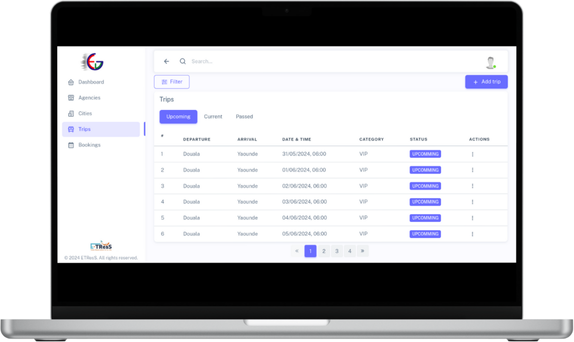 EG
Search...
Dashboard
Agencies
Cities
Trips
Bookings
Filter
+ Add trip
Trips
Upcoming Current Passed
# DEPARTURE ARRIVAL DATE & TIME CATEGORY STATUS ACTIONS
1 Douala Yaounde 31/05/2024, 06:00 VIP UPCOMMING
2 Douala Yaounde 01/06/2024, 06:00 VIP UPCOMMING
3 Douala Yaounde 02/06/2024, 06:00 VIP UPCOMMING
4 Douala Yaounde 03/06/2024, 06:00 VIP UPCOMMING
5 Douala Yaounde 04/06/2024, 06:00 VIP UPCOMMING
6 Douala Yaounde 05/06/2024, 06:00 VIP UPCOMMING
« 1 2 3 4 »
ETResS
© 2024 ETResS. All rights reserved